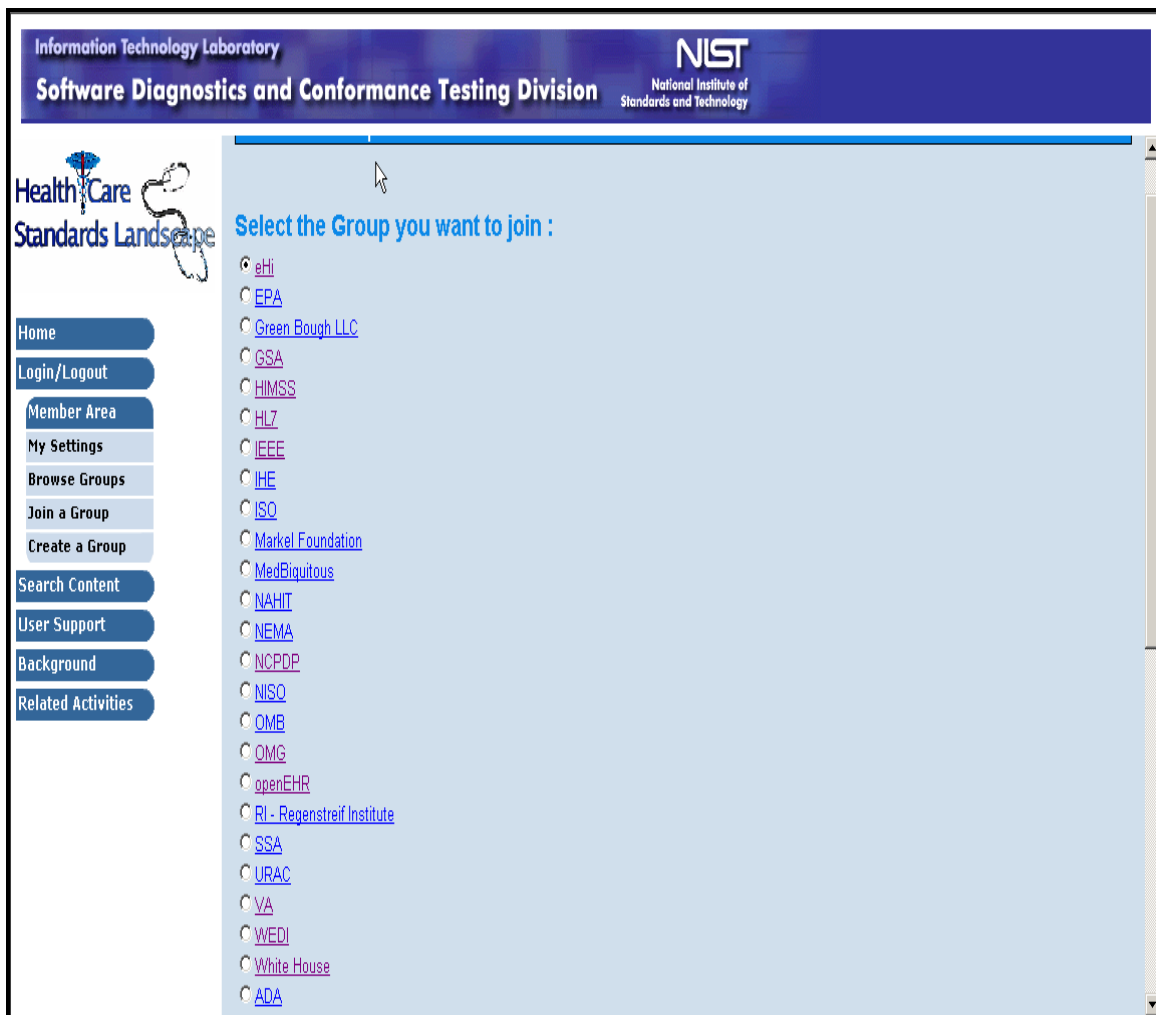 Information Technology Laboratory
Software Diagnostics and Conformance Testing Division
NIST
National Institute of
Standards and Technology
Health Care
Standards Landscape
Home
Login/Logout
Member Area
My Settings
Browse Groups
Join a Group
Create a Group
Search Content
User Support
Background
Related Activities
Select the Group you want to join :
eHi
EPA
Green Bough LLC
GSA
HIMSS
HL7
IEEE
IHE
ISO
Markel Foundation
MedBiquitous
NAHIT
NEMA
NCPDP
NISO
OMB
OMG
openEHR
RI - Regenstreif Institute
SSA
URAC
VA
WEDI
White House
ADA